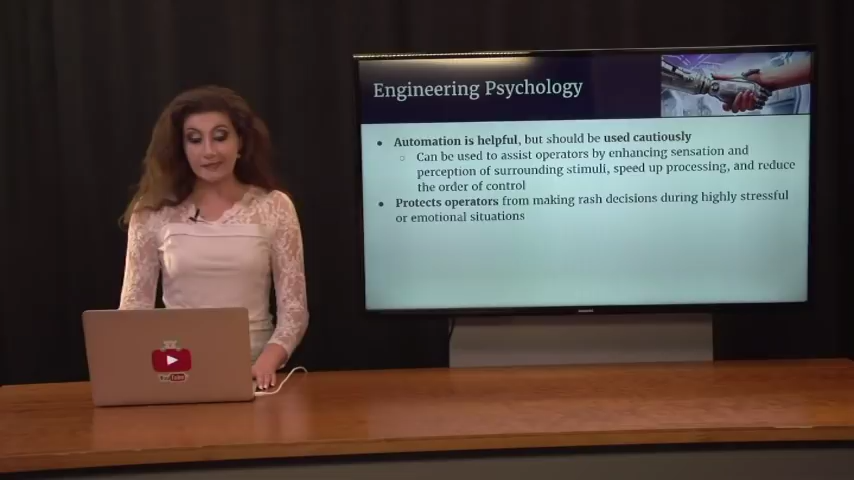 Engineering Psychology
Automation is helpful, but should be used cautiously
Can be used to assist operators by enhancing sensation and
perception of surrounding stimuli, speed up processing, and reduce
the order of control
Protects operators from making rash decisions during highly stressful
or emotional situations